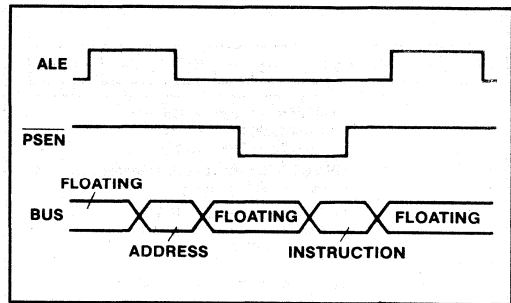 ALE
PSEN
FLOATING
BUS FLOATING FLOATING
ADDRESS INSTRUCTION